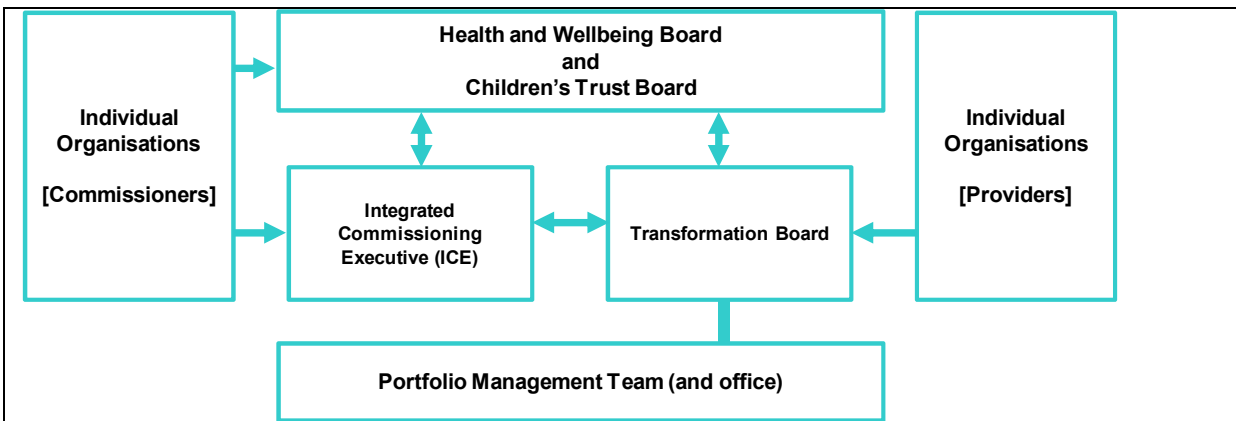 Health and Wellbeing Board
and
Children's Trust Board
Individual
Organisations
[Commissioners]
Individual
Organisations
[Providers]
Integrated
Commissioning
Executive (ICE)
Transformation Board
Portfolio Management Team (and office)